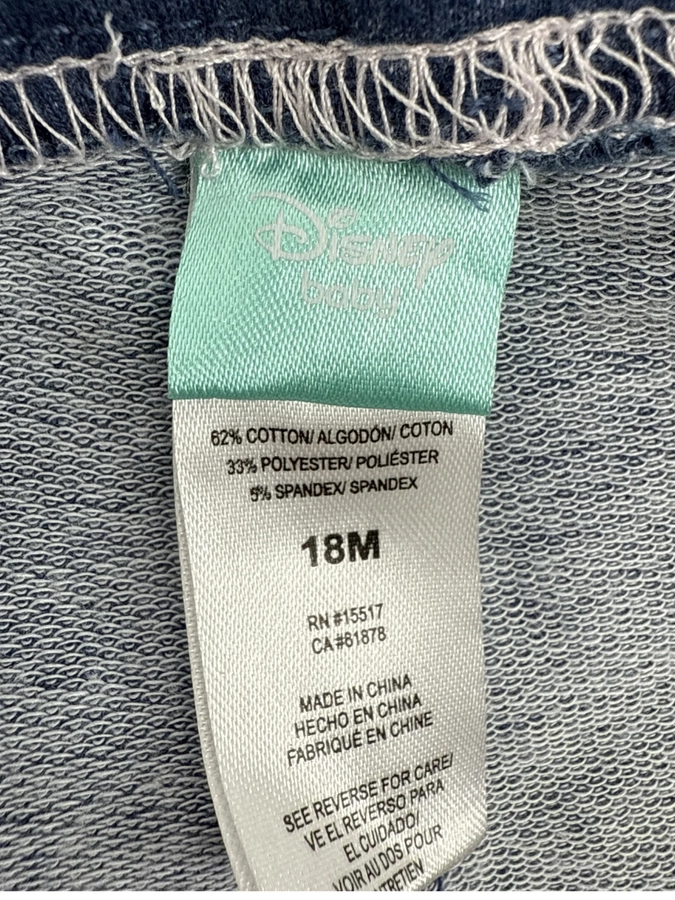 Disney
baby
62% COTTON/ ALGODÓN/ COTON
33% POLYESTER/ POLIÉSTER
5% SPANDEX/ SPANDEX
18M
RN #15517
CA #61878
MADE IN CHINA
HECHO EN CHINA
FABRIQUÉ EN CHINE
SEE REVERSE FOR CARE/
VE EL REVERSO PARA
EL CUIDADO/
VOIR AU DOS POUR